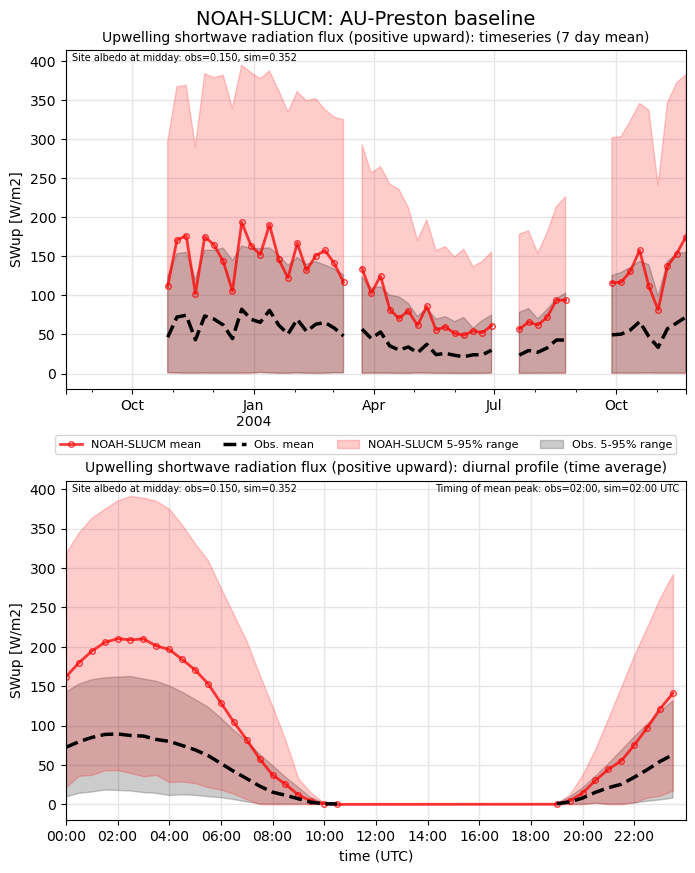 NOAH-SLUCM: AU-Preston baseline
Upwelling shortwave radiation flux (positive upward): timeseries (7 day mean)
Site albedo at midday: obs=0.150, sim=0.352
400
350
300
250
200
150
100
50
0
SWup [W/m2]
Oct
Jan
2004
Apr
Jul
Oct
NOAH-SLUCM mean
Obs. mean
NOAH-SLUCM 5-95% range
Obs. 5-95% range
Upwelling shortwave radiation flux (positive upward): diurnal profile (time average)
Site albedo at midday: obs=0.150, sim=0.352
Timing of mean peak: obs=02:00, sim=02:00 UTC
400
350
300
250
200
150
100
50
0
SWup [W/m2]
00:00
02:00
04:00
06:00
08:00
10:00
12:00
14:00
16:00
18:00
20:00
22:00
time (UTC)